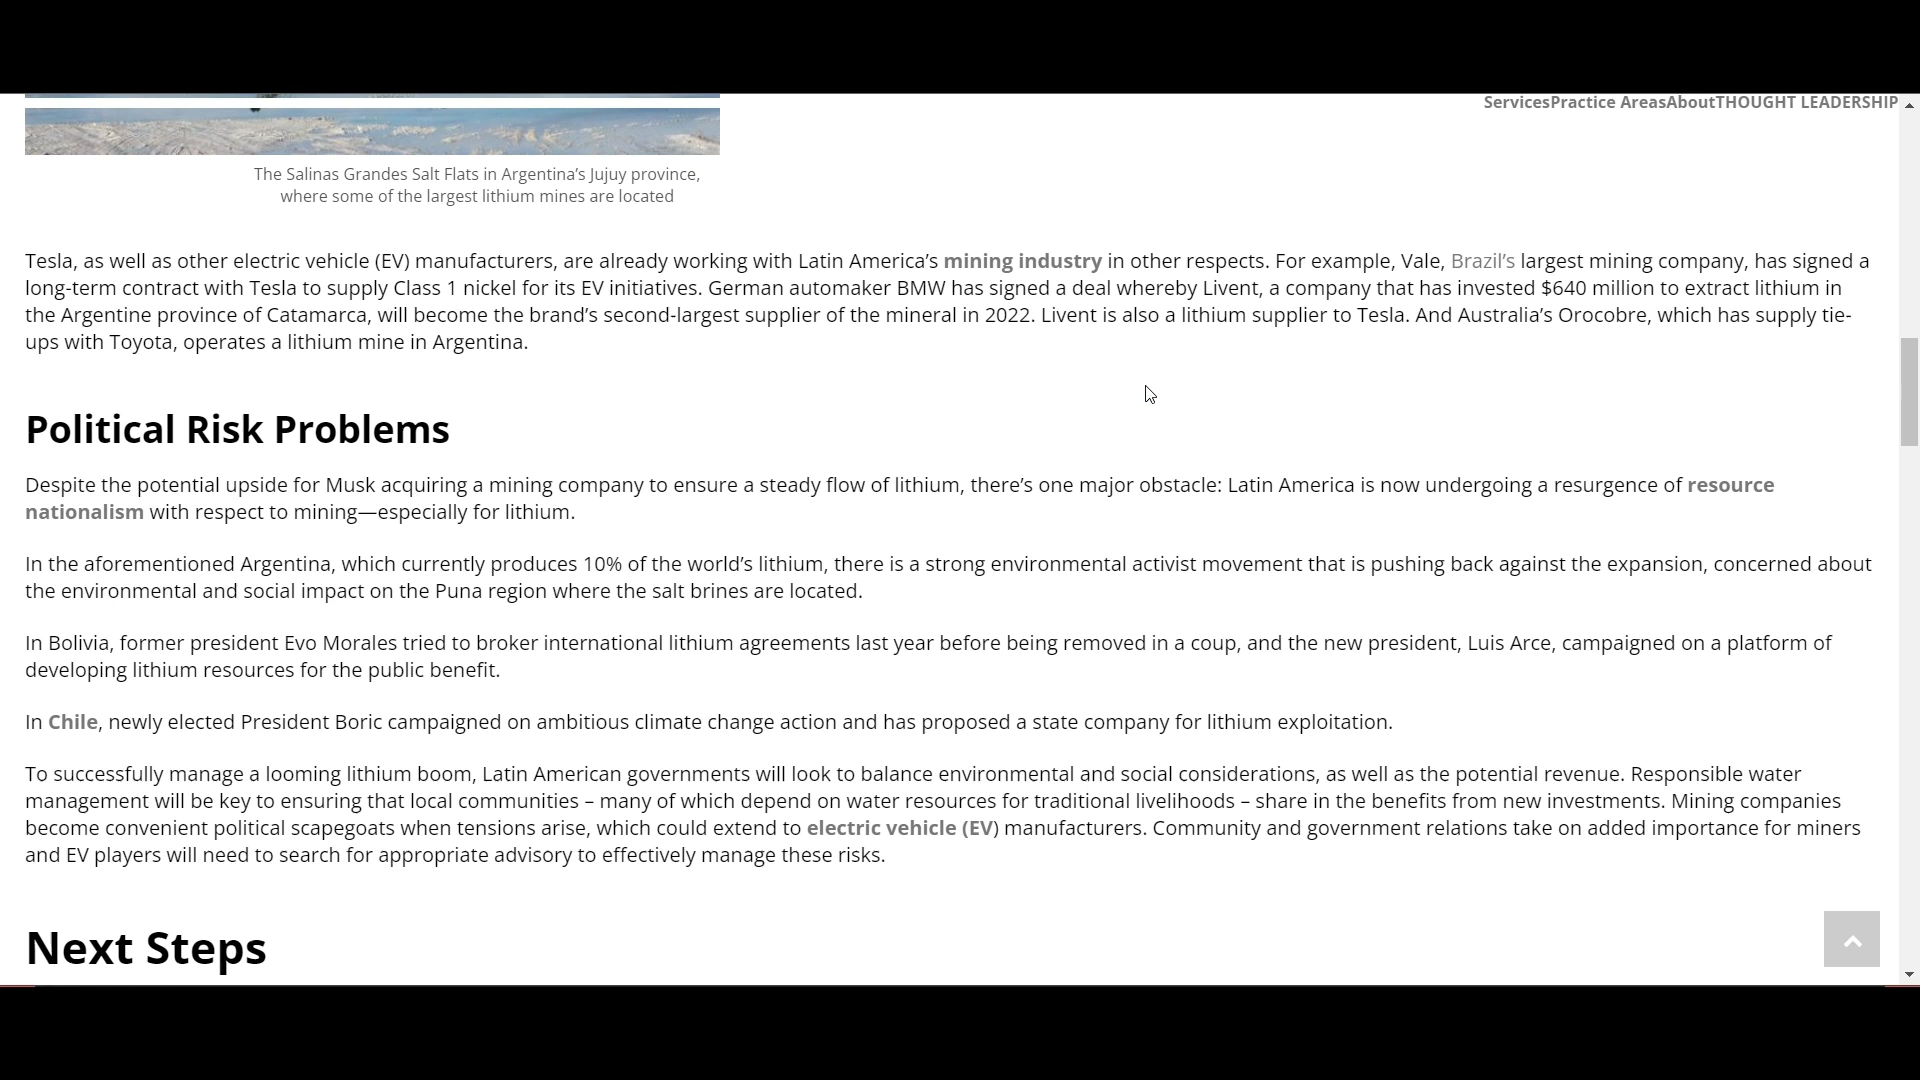 ServicesPractice AreasAboutTHOUGHT LEADERSHIP
The Salinas Grandes Salt Flats in Argentina’s Jujuy province,
where some of the largest lithium mines are located
Tesla, as well as other electric vehicle (EV) manufacturers, are already working with Latin America’s mining industry in other respects. For example, Vale, Brazil’s largest mining company, has signed a
long-term contract with Tesla to supply Class 1 nickel for its EV initiatives. German automaker BMW has signed a deal whereby Livent, a company that has invested $640 million to extract lithium in
the Argentine province of Catamarca, will become the brand’s second-largest supplier of the mineral in 2022. Livent is also a lithium supplier to Tesla. And Australia’s Orocobre, which has supply tie-
ups with Toyota, operates a lithium mine in Argentina.
Political Risk Problems
Despite the potential upside for Musk acquiring a mining company to ensure a steady flow of lithium, there’s one major obstacle: Latin America is now undergoing a resurgence of resource
nationalism with respect to mining—especially for lithium.
In the aforementioned Argentina, which currently produces 10% of the world’s lithium, there is a strong environmental activist movement that is pushing back against the expansion, concerned about
the environmental and social impact on the Puna region where the salt brines are located.
In Bolivia, former president Evo Morales tried to broker international lithium agreements last year before being removed in a coup, and the new president, Luis Arce, campaigned on a platform of
developing lithium resources for the public benefit.
In Chile, newly elected President Boric campaigned on ambitious climate change action and has proposed a state company for lithium exploitation.
To successfully manage a looming lithium boom, Latin American governments will look to balance environmental and social considerations, as well as the potential revenue. Responsible water
management will be key to ensuring that local communities – many of which depend on water resources for traditional livelihoods – share in the benefits from new investments. Mining companies
become convenient political scapegoats when tensions arise, which could extend to electric vehicle (EV) manufacturers. Community and government relations take on added importance for miners
and EV players will need to search for appropriate advisory to effectively manage these risks.
Next Steps